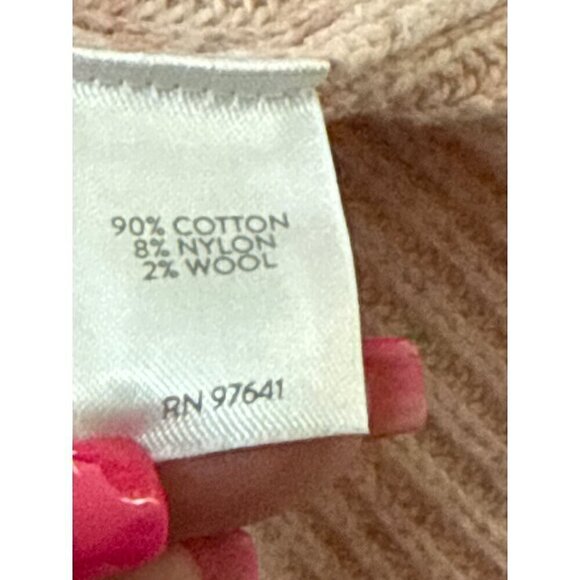 90% COTTON
8% NYLON
2% WOOL
RN 97641